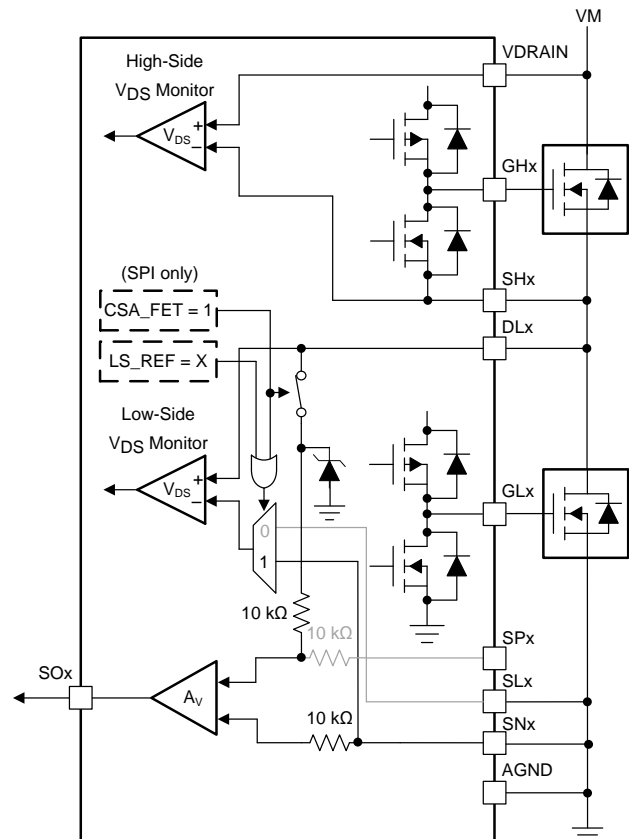 VM
VDRAIN
High-Side
VDS Monitor
VDS
+
−
GHx
SHx
(SPI only)
CSA_FET = 1
DLx
LS_REF = X
Low-Side
VDS Monitor
VDS
+
−
GLx
0
1
10 kΩ
10 kΩ
SPx
SOx
AV
SLx
10 kΩ
SNx
AGND